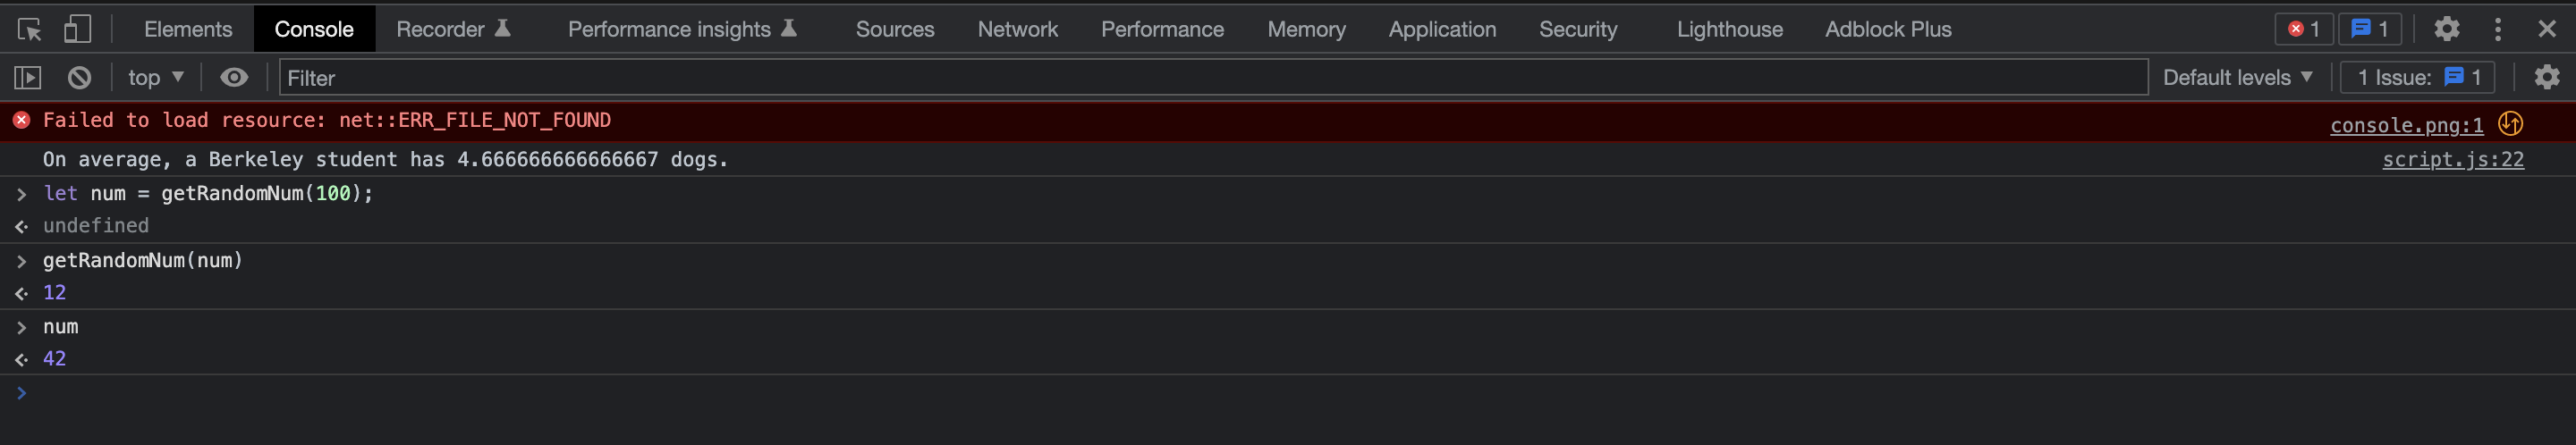 Elements Console Recorder Performance insights Sources Network Performance Memory Application Security Lighthouse Adblock Plus 1 1
top Filter Default levels 1 Issue: 1
Failed to load resource: net::ERR_FILE_NOT_FOUND console.png:1
On average, a Berkeley student has 4.666666666666667 dogs. script.js:22
> let num = getRandomNum(100);
undefined
> getRandomNum(num)
12
> num
42
>